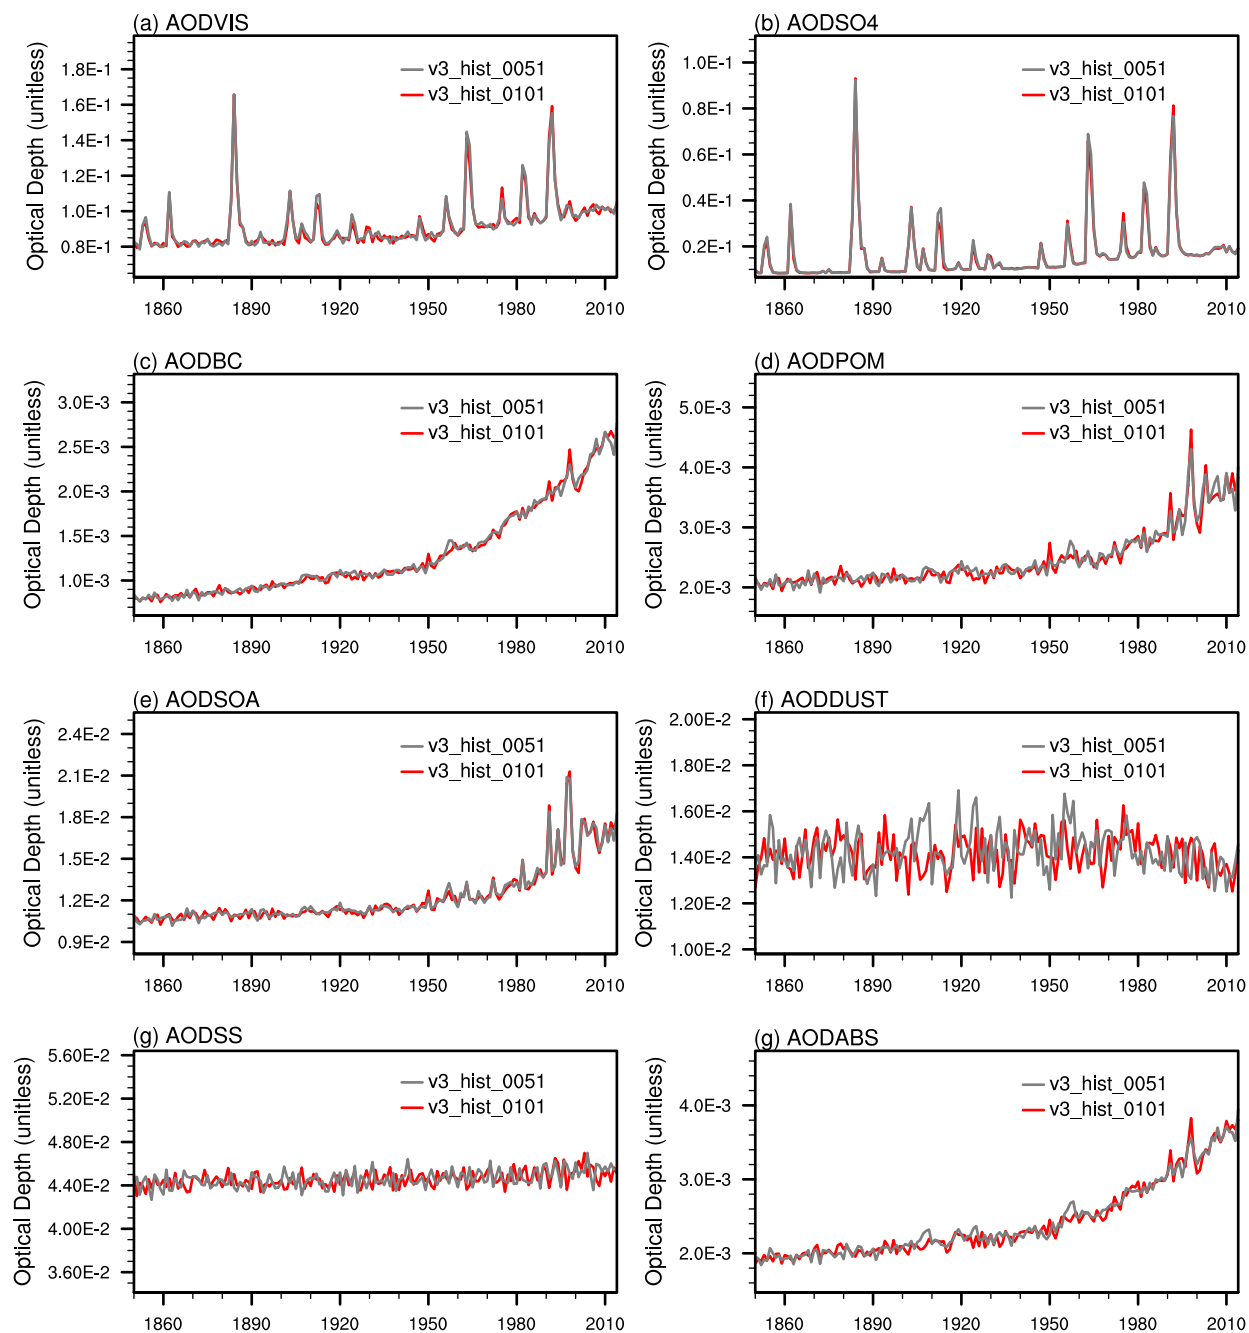 (a) AODVIS
Optical Depth (unitless)
1.8E-1
1.6E-1
1.4E-1
1.2E-1
1.0E-1
0.8E-1
v3_hist_0051
v3_hist_0101
1860 1890 1920 1950 1980 2010
(b) AODSO4
Optical Depth (unitless)
1.0E-1
0.8E-1
0.6E-1
0.4E-1
0.2E-1
v3_hist_0051
v3_hist_0101
1860 1890 1920 1950 1980 2010
(c) AODBC
Optical Depth (unitless)
3.0E-3
2.5E-3
2.0E-3
1.5E-3
1.0E-3
v3_hist_0051
v3_hist_0101
1860 1890 1920 1950 1980 2010
(d) AODPOM
Optical Depth (unitless)
5.0E-3
4.0E-3
3.0E-3
2.0E-3
v3_hist_0051
v3_hist_0101
1860 1890 1920 1950 1980 2010
(e) AODSOA
Optical Depth (unitless)
2.4E-2
2.1E-2
1.8E-2
1.5E-2
1.2E-2
0.9E-2
v3_hist_0051
v3_hist_0101
1860 1890 1920 1950 1980 2010
(f) AODDUST
Optical Depth (unitless)
2.00E-2
1.80E-2
1.60E-2
1.40E-2
1.20E-2
1.00E-2
v3_hist_0051
v3_hist_0101
1860 1890 1920 1950 1980 2010
(g) AODSS
Optical Depth (unitless)
5.60E-2
5.20E-2
4.80E-2
4.40E-2
4.00E-2
3.60E-2
v3_hist_0051
v3_hist_0101
1860 1890 1920 1950 1980 2010
(g) AODABS
Optical Depth (unitless)
4.0E-3
3.0E-3
2.0E-3
v3_hist_0051
v3_hist_0101
1860 1890 1920 1950 1980 2010